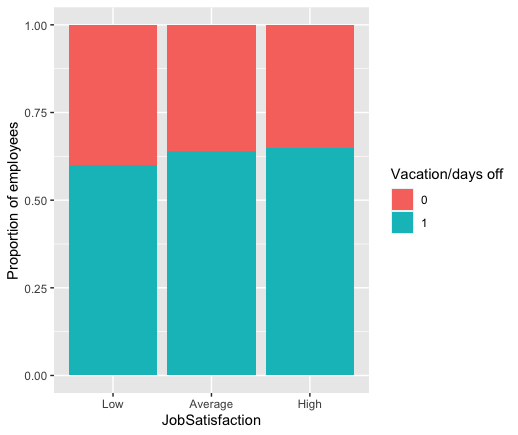 Proportion of employees
1.00
0.75
0.50
0.25
0.00
Low Average High
JobSatisfaction
Vacation/days off
0
1